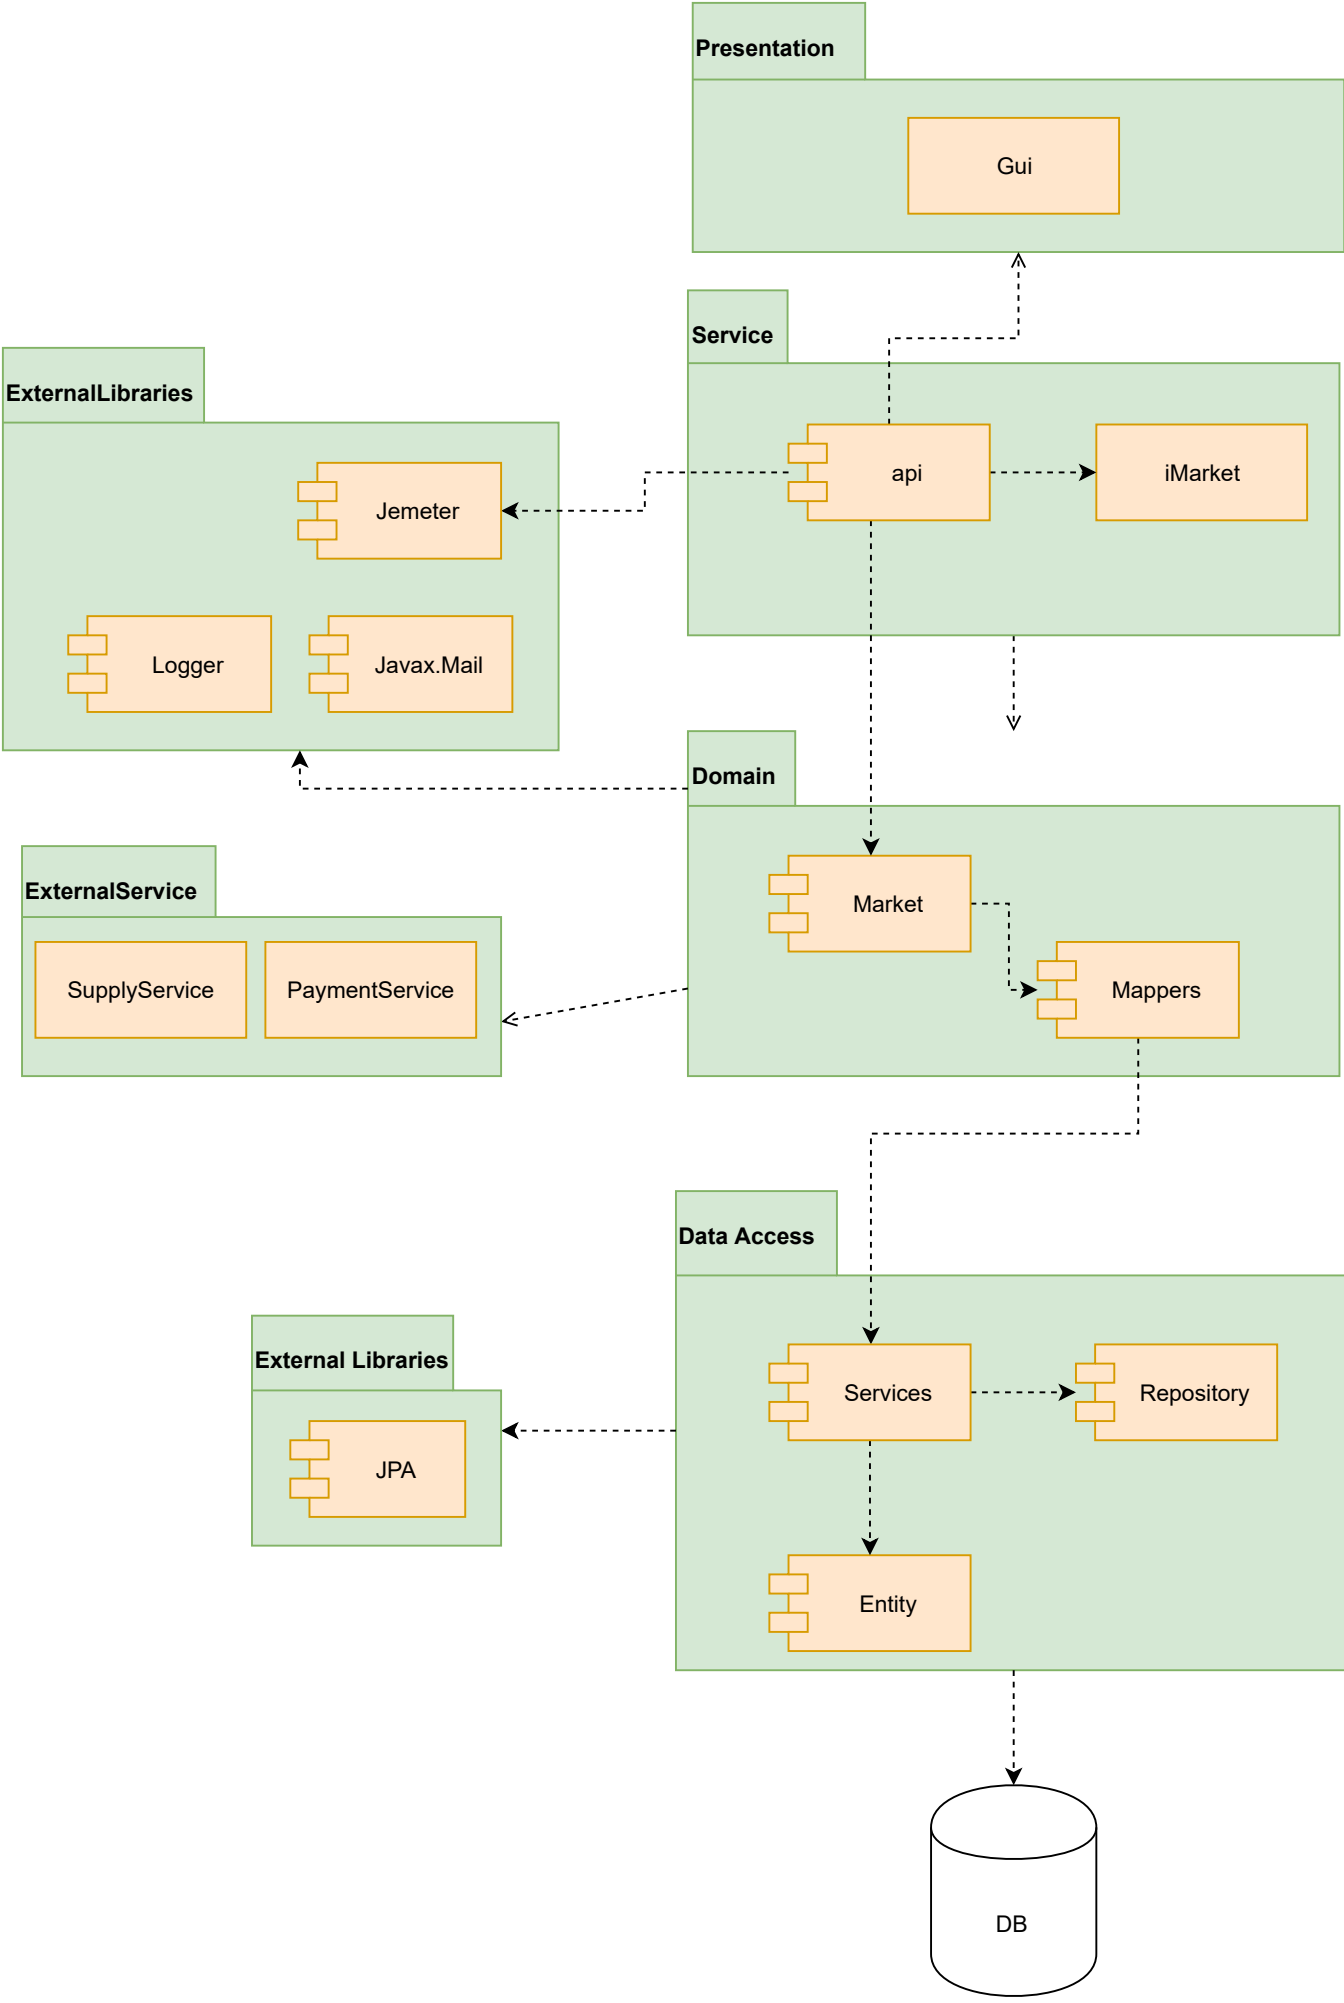 Presentation
Gui
Service
ExternalLibraries
api
iMarket
Jemeter
Logger
Javax.Mail
Domain
ExternalService
Market
SupplyService
PaymentService
Mappers
Data Access
External Libraries
Services
Repository
JPA
Entity
DB